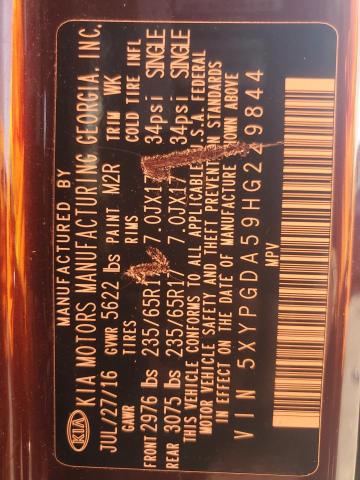 MANUFACTURED BY
KIA KIA MOTORS MANUFACTURING GEORGIA, INC.
JUL/27/16 GVWR 5622 lbs PAINT M2R TRIM WK
GAWR TIRES RIMS COLD TIRE INFL
FRONT 2976 lbs 235/65R17 7.0JX17 34psi SINGLE
REAR 3075 lbs 235/65R17 7.0JX17 34psi SINGLE
THIS VEHICLE CONFORMS TO ALL APPLICABLE U.S.A. FEDERAL
MOTOR VEHICLE SAFETY AND THEFT PREVENTION STANDARDS
IN EFFECT ON THE DATE OF MANUFACTURE SHOWN ABOVE
VIN 5XYPGDA59HG249844
MPV